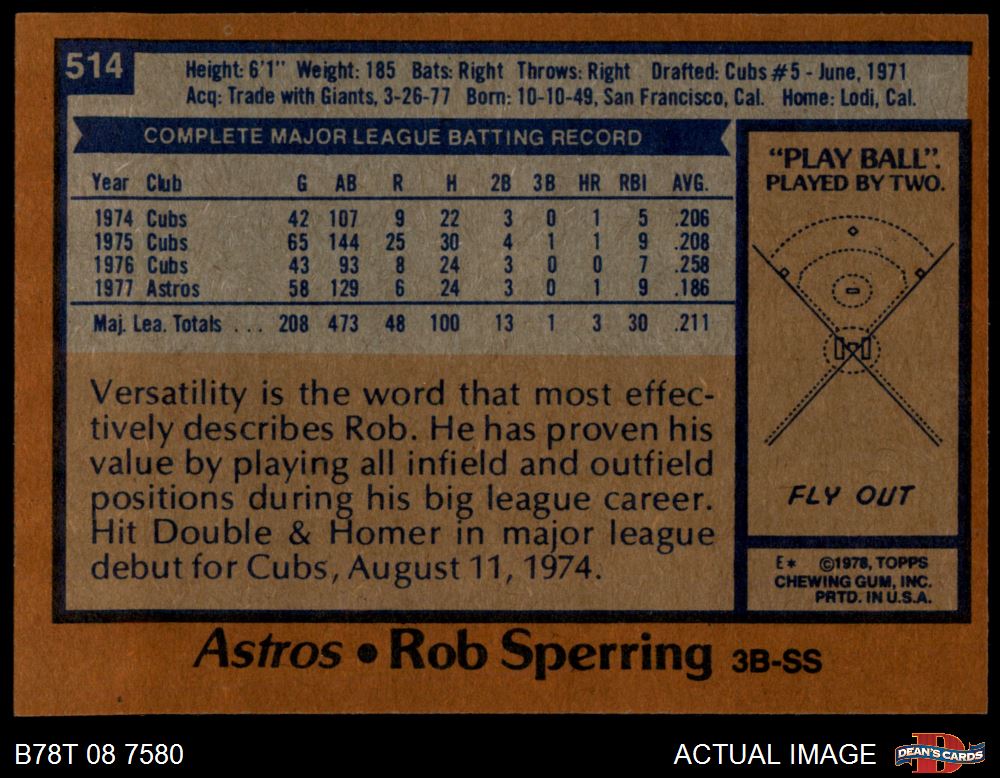 514
Height: 6'1" Weight: 185 Bats: Right Throws: Right Drafted: Cubs #5 - June, 1971
Acq: Trade with Giants, 3-26-77 Born: 10-10-49, San Francisco, Cal. Home: Lodi, Cal.
COMPLETE MAJOR LEAGUE BATTING RECORD
Year Club G AB R H 2B 3B HR RBI AVG.
1974 Cubs 42 107 9 22 3 0 1 5 .206
1975 Cubs 65 144 25 30 4 1 1 9 .208
1976 Cubs 43 93 8 24 3 0 0 7 .258
1977 Astros 58 129 6 24 3 0 1 9 .186
Maj. Lea. Totals . . . 208 473 48 100 13 1 3 30 .211
Versatility is the word that most effec-
tively describes Rob. He has proven his
value by playing all infield and outfield
positions during his big league career.
Hit Double & Homer in major league
debut for Cubs, August 11, 1974.
"PLAY BALL".
PLAYED BY TWO.
FLY OUT
E* ©1978, TOPPS
CHEWING GUM, INC.
PRTD. IN U.S.A.
Astros • Rob Sperring 3B-SS
B78T 08 7580
ACTUAL IMAGE
D
DEAN'S CARDS